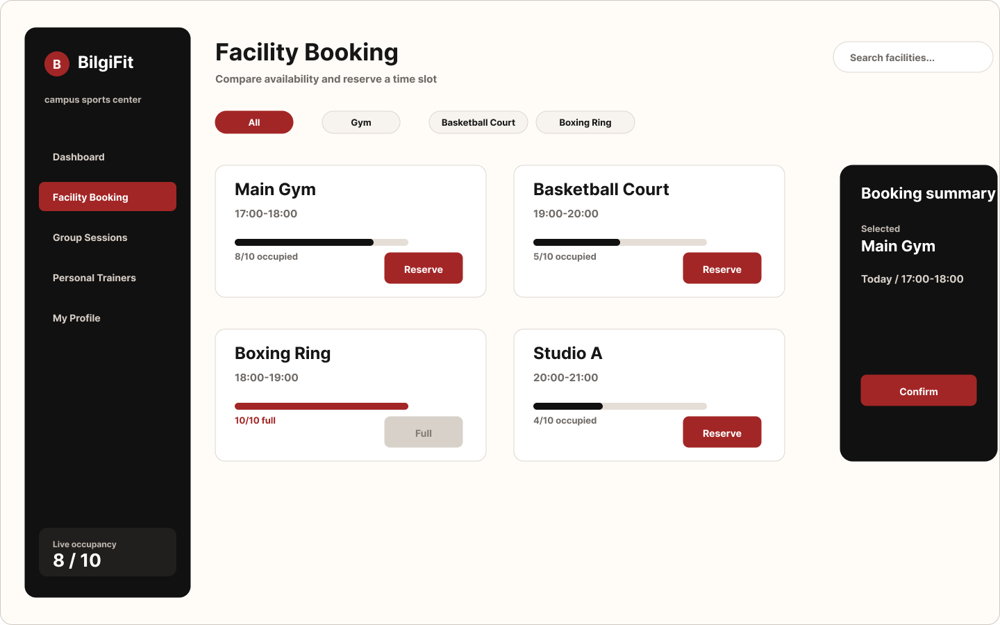 B BilgiFit
campus sports center
Dashboard
Facility Booking
Group Sessions
Personal Trainers
My Profile
Live occupancy
8 / 10
Facility Booking
Compare availability and reserve a time slot
Search facilities...
All
Gym
Basketball Court
Boxing Ring
Main Gym
17:00-18:00
8/10 occupied
Reserve
Basketball Court
19:00-20:00
5/10 occupied
Reserve
Boxing Ring
18:00-19:00
10/10 full
Full
Studio A
20:00-21:00
4/10 occupied
Reserve
Booking summary
Selected
Main Gym
Today / 17:00-18:00
Confirm